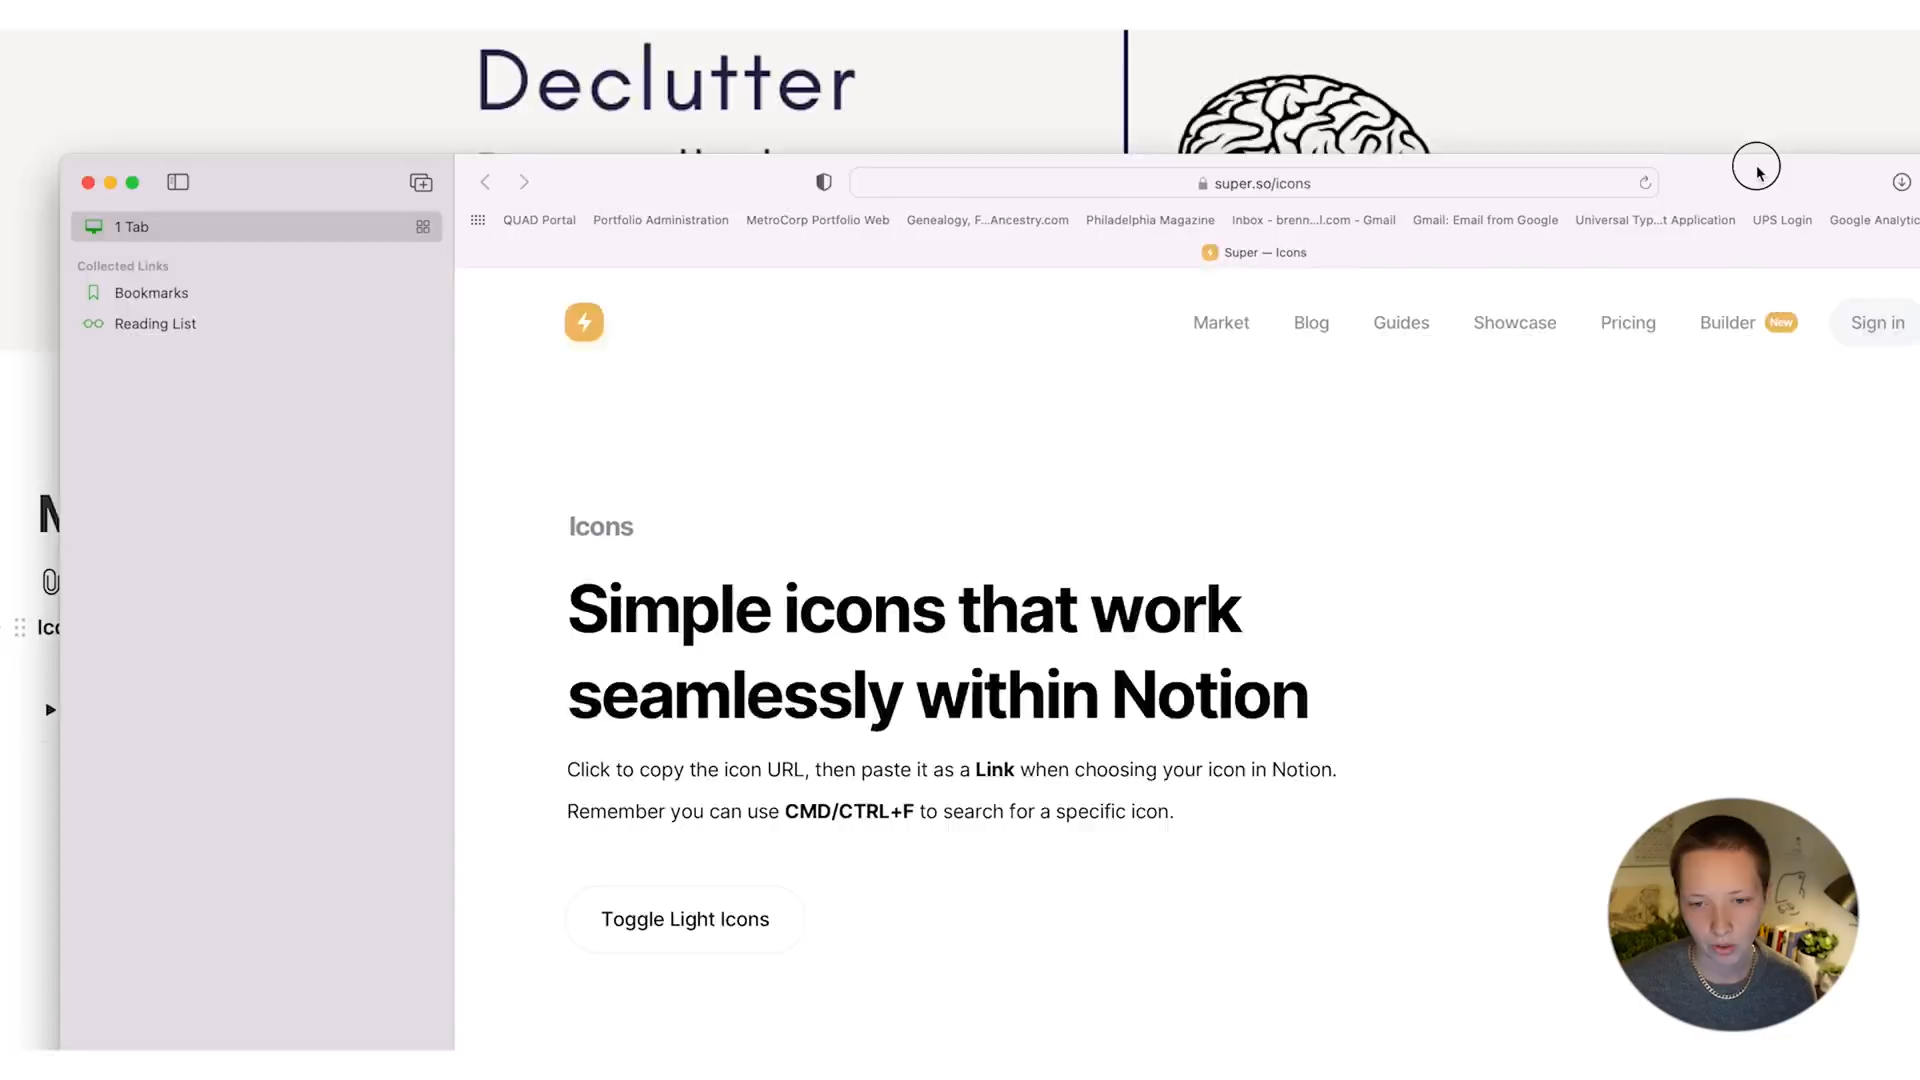 Declutter
super.so/icons
1 Tab
QUAD Portal
Portfolio Administration
MetroCorp Portfolio Web
Genealogy, F...Ancestry.com
Philadelphia Magazine
Inbox - brenn...l.com - Gmail
Gmail: Email from Google
Universal Typ...t Application
UPS Login
Google Analytic
Super — Icons
Collected Links
Bookmarks
Reading List
Market
Blog
Guides
Showcase
Pricing
Builder New
Sign in
Icons
Simple icons that work
seamlessly within Notion
Click to copy the icon URL, then paste it as a Link when choosing your icon in Notion.
Remember you can use CMD/CTRL+F to search for a specific icon.
Toggle Light Icons